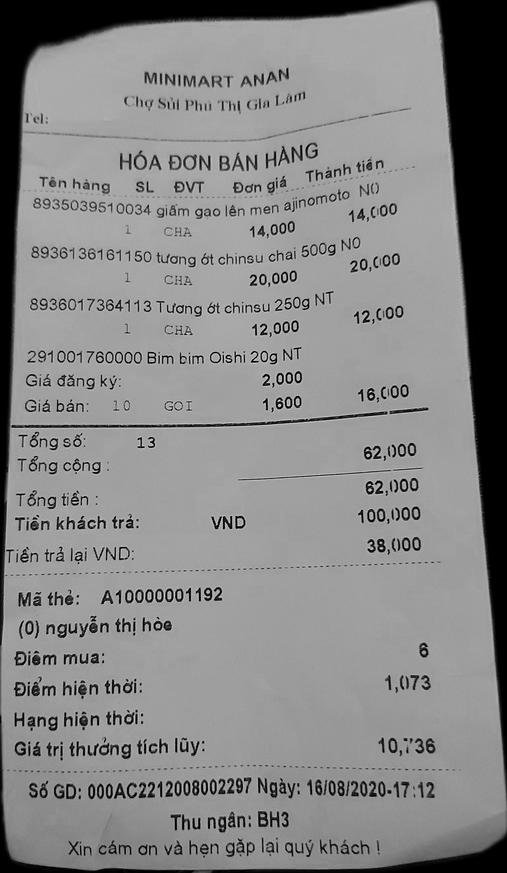 MINIMART ANAN
Chợ Sủi Phú Thị Gia Lâm
Tel:
HÓA ĐƠN BÁN HÀNG
Tên hàng SL ĐVT Đơn giá Thành tiền
8935039510034 giấm gạo lên men ajinomoto NO
1 CHA 14,000 14,000
8936136161150 tương ớt chinsu chai 500g NO
1 CHA 20,000 20,000
8936017364113 Tương ớt chinsu 250g NT
1 CHA 12,000 12,000
291001760000 Bim bim Oishi 20g NT
Giá đăng ký: 2,000
Giá bán: 10 GOI 1,600 16,000
Tổng số: 13
Tổng cộng : 62,000
Tổng tiền : 62,000
Tiền khách trả: VND 100,000
Tiền trả lại VND: 38,000
Mã thẻ: A10000001192
(0) nguyễn thị hòe
Điểm mua: 6
Điểm hiện thời: 1,073
Hạng hiện thời:
Giá trị thưởng tích lũy: 10,736
Số GD: 000AC2212008002297 Ngày: 16/08/2020-17:12
Thu ngân: BH3
Xin cám ơn và hẹn gặp lại quý khách !